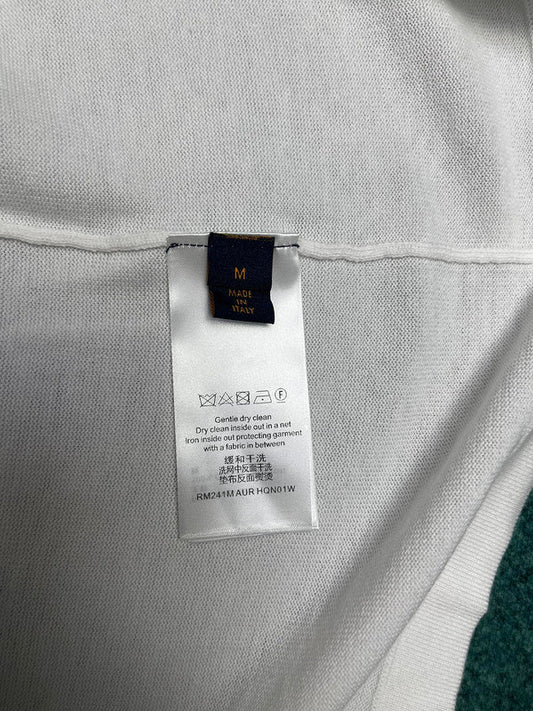 M
MADE
IN
ITALY
Gentle dry clean
Dry clean inside out in a net
Iron inside out protecting garment
with a fabric in between
缓和干洗
洗网中反面干洗
垫布反面熨烫
RM241M AUR HQN01W